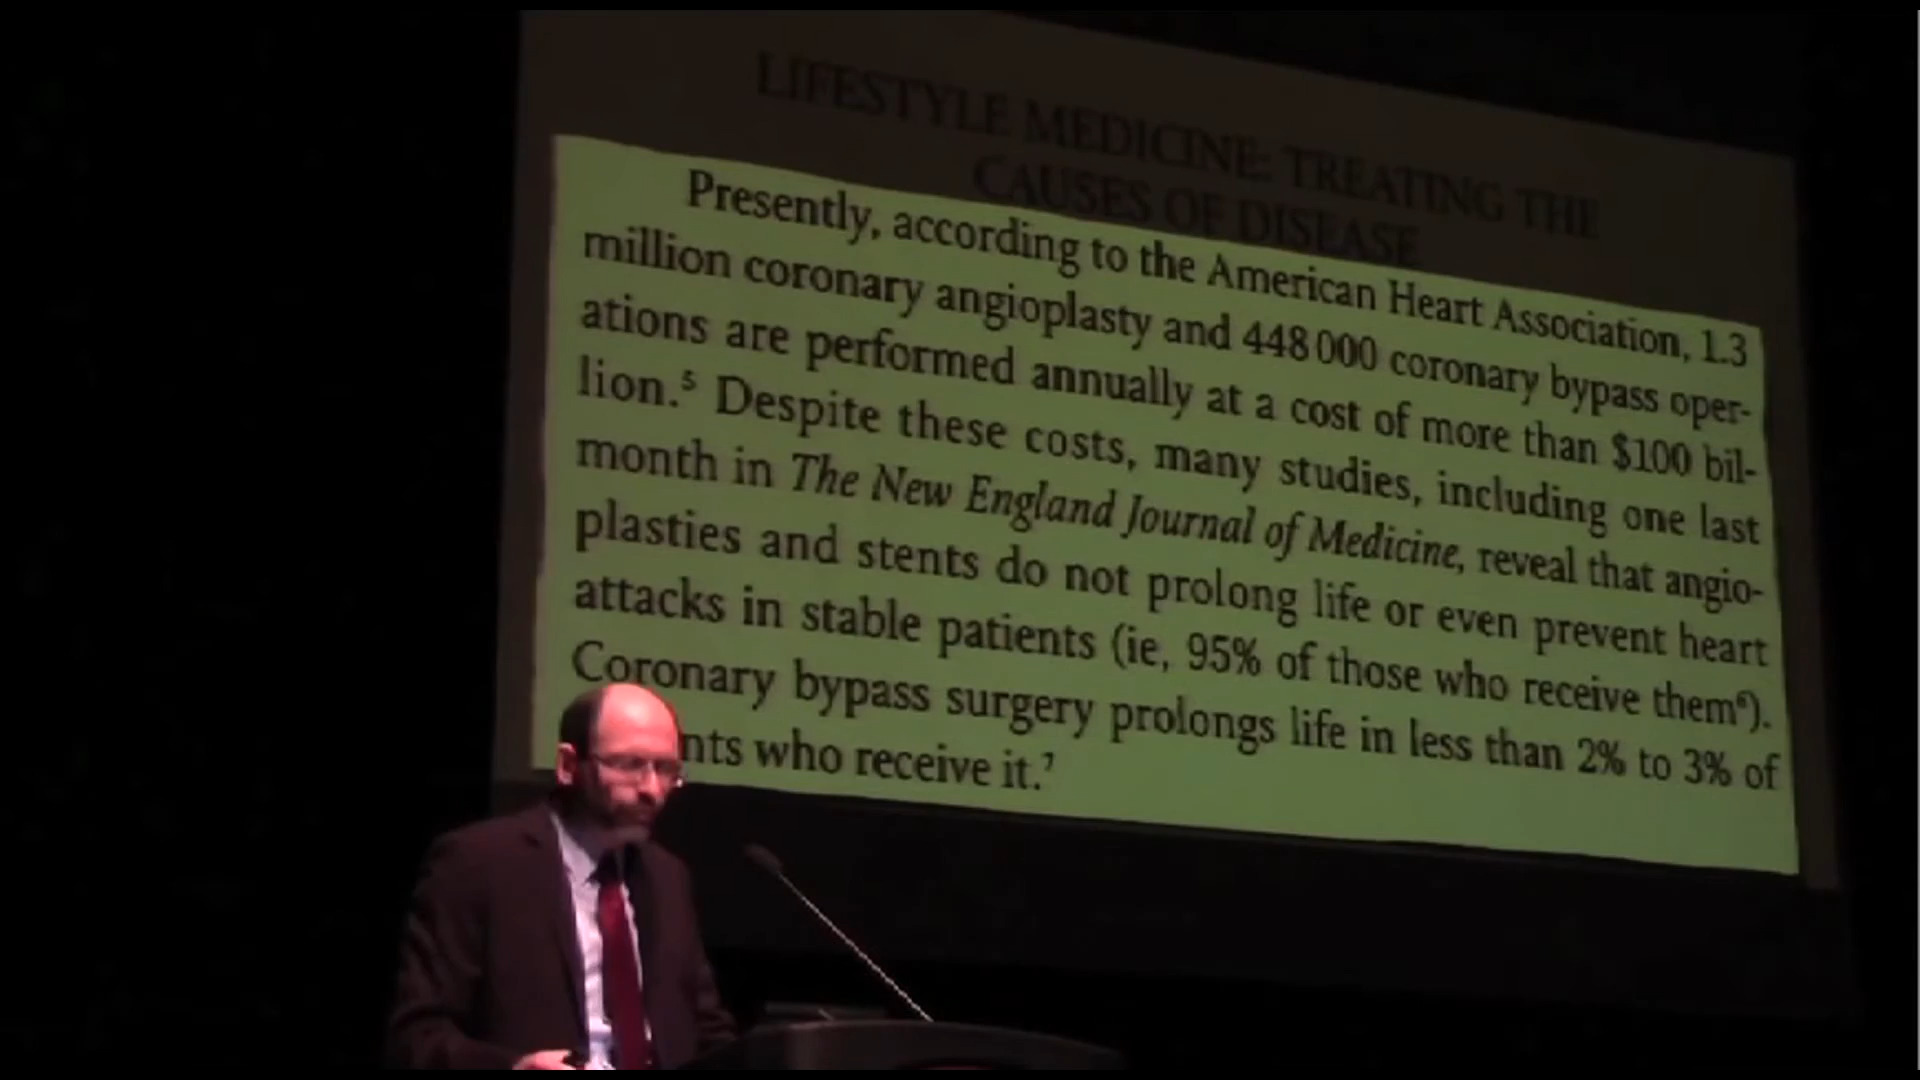 LIFESTYLE MEDICINE: TREATING THE
CAUSES OF DISEASE
Presently, according to the American Heart Association, 1.3
million coronary angioplasty and 448 000 coronary bypass oper-
ations are performed annually at a cost of more than $100 bil-
lion.⁵ Despite these costs, many studies, including one last
month in The New England Journal of Medicine, reveal that angio-
plasties and stents do not prolong life or even prevent heart
attacks in stable patients (ie, 95% of those who receive them⁶).
Coronary bypass surgery prolongs life in less than 2% to 3% of
nts who receive it.⁷